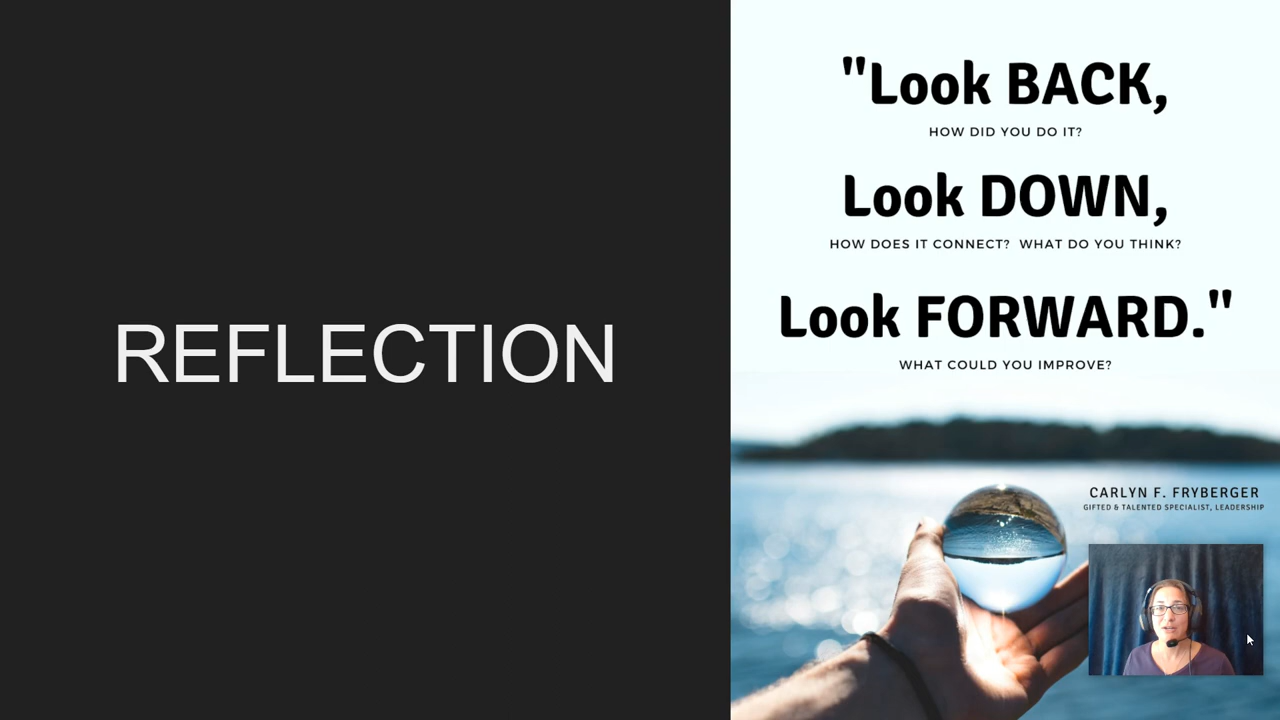 REFLECTION
"Look BACK,
HOW DID YOU DO IT?
Look DOWN,
HOW DOES IT CONNECT? WHAT DO YOU THINK?
Look FORWARD."
WHAT COULD YOU IMPROVE?
CARLYN F. FRYBERGER
GIFTED & TALENTED SPECIALIST, LEADERSHIP